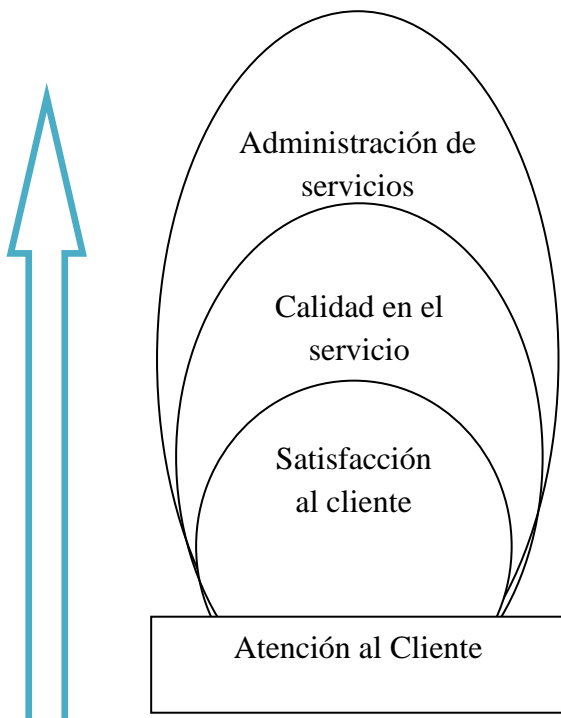 Administración de
servicios
Calidad en el
servicio
Satisfacción
al cliente
Atención al Cliente